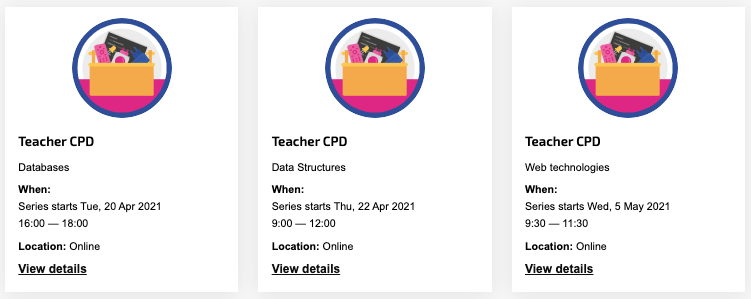 Teacher CPD
Databases
When:
Series starts Tue, 20 Apr 2021
16:00 — 18:00
Location: Online
View details
Teacher CPD
Data Structures
When:
Series starts Thu, 22 Apr 2021
9:00 — 12:00
Location: Online
View details
Teacher CPD
Web technologies
When:
Series starts Wed, 5 May 2021
9:30 — 11:30
Location: Online
View details